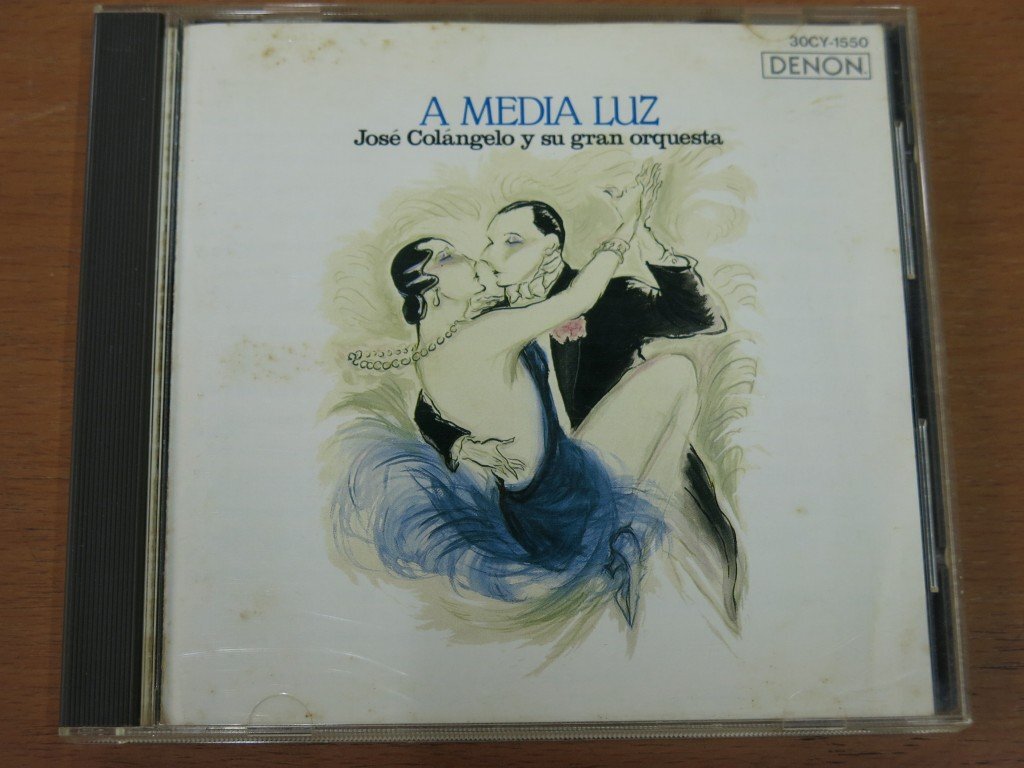 30CY-1550
DENON
A MEDIA LUZ
José Colángelo y su gran orquesta